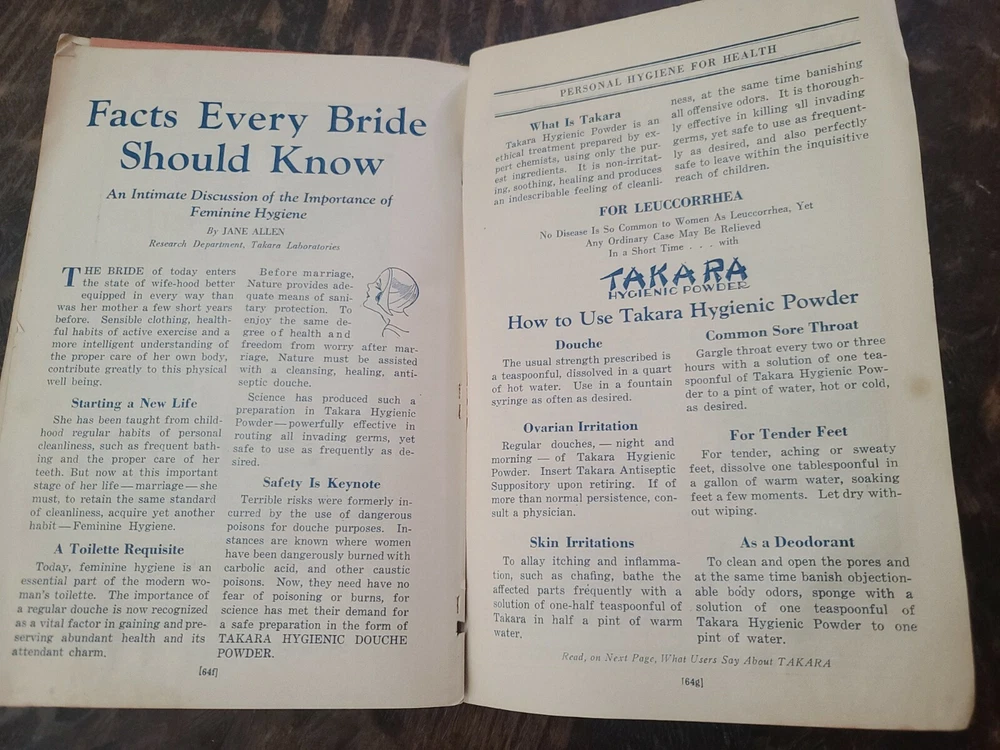 Facts Every Bride
Should Know
An Intimate Discussion of the Importance of
Feminine Hygiene
By JANE ALLEN
Research Department, Takara Laboratories
THE BRIDE of today enters
the state of wife-hood better
equipped in every way than
was her mother a few short years
before. Sensible clothing, health-
ful habits of active exercise and a
more intelligent understanding of
the proper care of her own body,
contribute greatly to this physical
well being.
Starting a New Life
She has been taught from child-
hood regular habits of personal
cleanliness, such as frequent bath-
ing and the proper care of her
teeth. But now at this important
stage of her life—marriage—she
must, to retain the same standard
of cleanliness, acquire yet another
habit—Feminine Hygiene.
A Toilette Requisite
Today, feminine hygiene is an
essential part of the modern wo-
man's toilette. The importance of
a regular douche is now recognized
as a vital factor in gaining and pre-
serving abundant health and its
attendant charm.
Before marriage,
Nature provides ade-
quate means of sani-
tary protection. To
enjoy the same de-
gree of health and
freedom from worry after mar-
riage. Nature must be assisted
with a cleansing, healing, anti-
septic douche.
Science has produced such a
preparation in Takara Hygienic
Powder—powerfully effective in
routing all invading germs, yet
safe to use as frequently as de-
sired.
Safety Is Keynote
Terrible risks were formerly in-
curred by the use of dangerous
poisons for douche purposes. In-
stances are known where women
have been dangerously burned with
carbolic acid, and other caustic
poisons. Now, they need have no
fear of poisoning or burns, for
science has met their demand for
a safe preparation in the form of
TAKARA HYGIENIC DOUCHE
POWDER.
[64f]
PERSONAL HYGIENE FOR HEALTH
What Is Takara
Takara Hygienic Powder is an
ethical treatment prepared by ex-
pert chemists, using only the pur-
est ingredients. It is non-irritat-
ing, soothing, healing and produces
an indescribable feeling of cleanli-
ness, at the same time banishing
all offensive odors. It is thorough-
ly effective in killing all invading
germs, yet safe to use as frequent-
ly as desired, and also perfectly
safe to leave within the inquisitive
reach of children.
FOR LEUCCORRHEA
No Disease Is So Common to Women As Leuccorrhea, Yet
Any Ordinary Case May Be Relieved
In a Short Time . . . with
TAKARA
HYGIENIC POWDER
How to Use Takara Hygienic Powder
Douche
The usual strength prescribed is
a teaspoonful, dissolved in a quart
of hot water. Use in a fountain
syringe as often as desired.
Ovarian Irritation
Regular douches, — night and
morning — of Takara Hygienic
Powder. Insert Takara Antiseptic
Suppository upon retiring. If of
more than normal persistence, con-
sult a physician.
Skin Irritations
To allay itching and inflamma-
tion, such as chafing, bathe the
affected parts frequently with a
solution of one-half teaspoonful of
Takara in half a pint of warm
water.
Common Sore Throat
Gargle throat every two or three
hours with a solution of one tea-
spoonful of Takara Hygienic Pow-
der to a pint of water, hot or cold,
as desired.
For Tender Feet
For tender, aching or sweaty
feet, dissolve one tablespoonful in
a gallon of warm water, soaking
feet a few moments. Let dry with-
out wiping.
As a Deodorant
To clean and open the pores and
at the same time banish objection-
able body odors, sponge with a
solution of one teaspoonful of
Takara Hygienic Powder to one
pint of water.
Read, on Next Page, What Users Say About TAKARA
[64g]